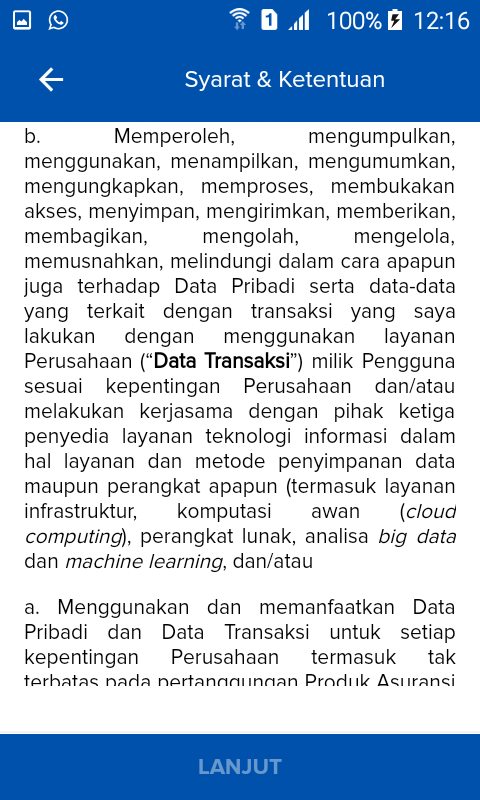 100% 12:16
Syarat & Ketentuan
b. Memperoleh, mengumpulkan,
menggunakan, menampilkan, mengumumkan,
mengungkapkan, memproses, membukakan
akses, menyimpan, mengirimkan, memberikan,
membagikan, mengolah, mengelola,
memusnahkan, melindungi dalam cara apapun
juga terhadap Data Pribadi serta data-data
yang terkait dengan transaksi yang saya
lakukan dengan menggunakan layanan
Perusahaan (“Data Transaksi”) milik Pengguna
sesuai kepentingan Perusahaan dan/atau
melakukan kerjasama dengan pihak ketiga
penyedia layanan teknologi informasi dalam
hal layanan dan metode penyimpanan data
maupun perangkat apapun (termasuk layanan
infrastruktur, komputasi awan (cloud
computing), perangkat lunak, analisa big data
dan machine learning, dan/atau
a. Menggunakan dan memanfaatkan Data
Pribadi dan Data Transaksi untuk setiap
kepentingan Perusahaan termasuk tak
terbatas pada pertanggungan Produk Asuransi
LANJUT